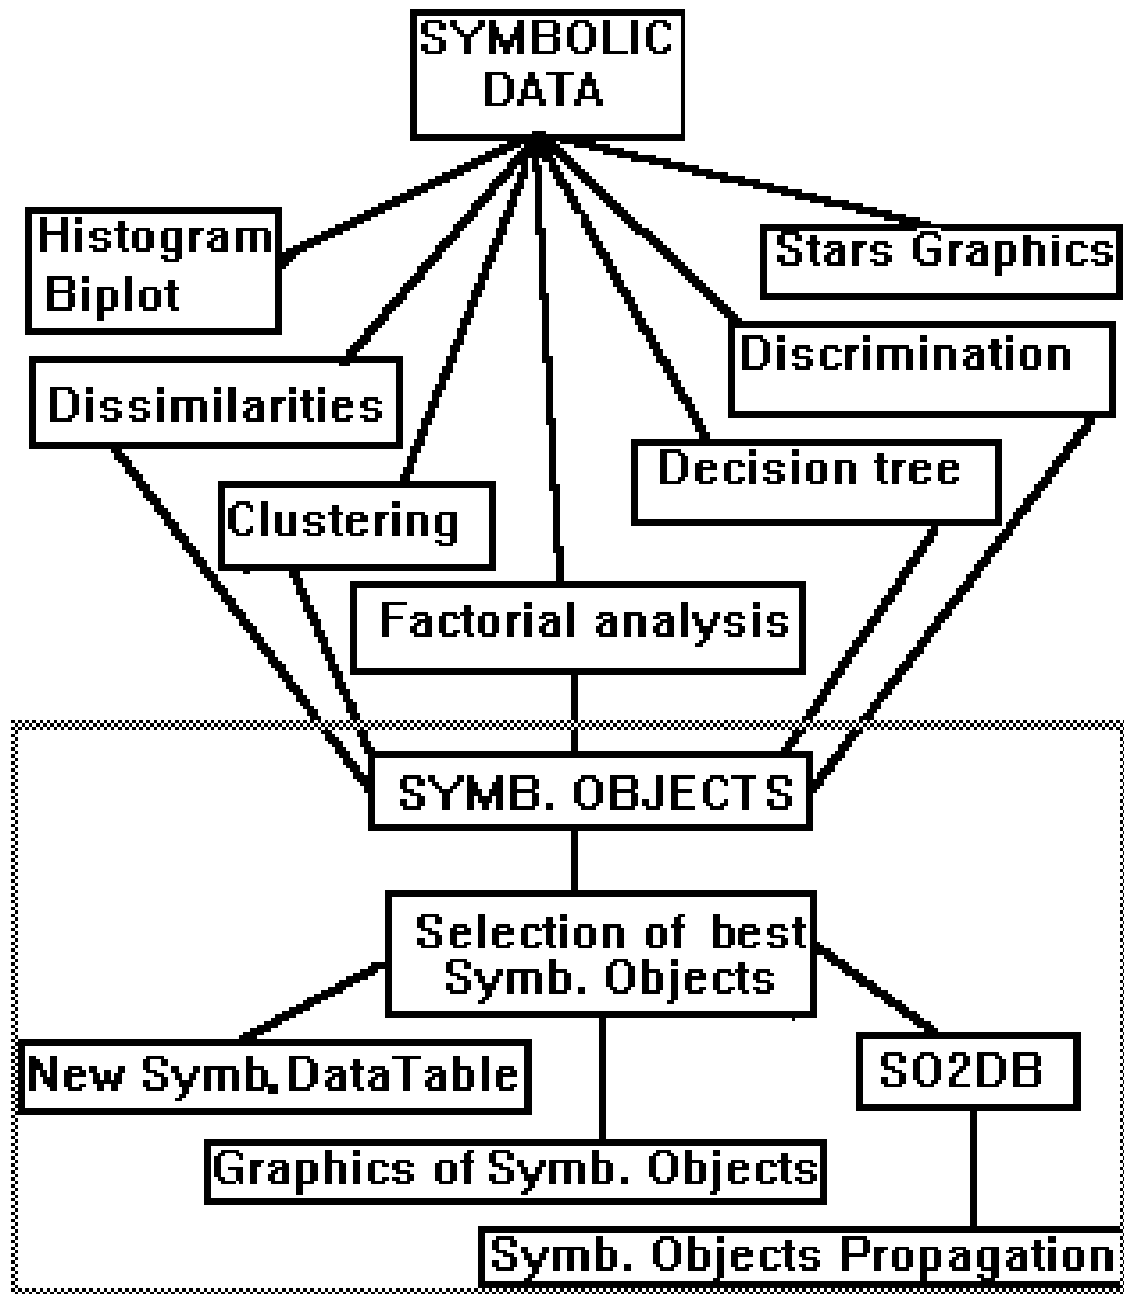 SYMBOLIC
DATA
Histogram
Biplot
Stars Graphics
Discrimination
Dissimilarities
Decision tree
Clustering
Factorial analysis
SYMB. OBJECTS
Selection of best
Symb. Objects
New Symb. DataTable
SO2DB
Graphics of Symb. Objects
Symb. Objects Propagation